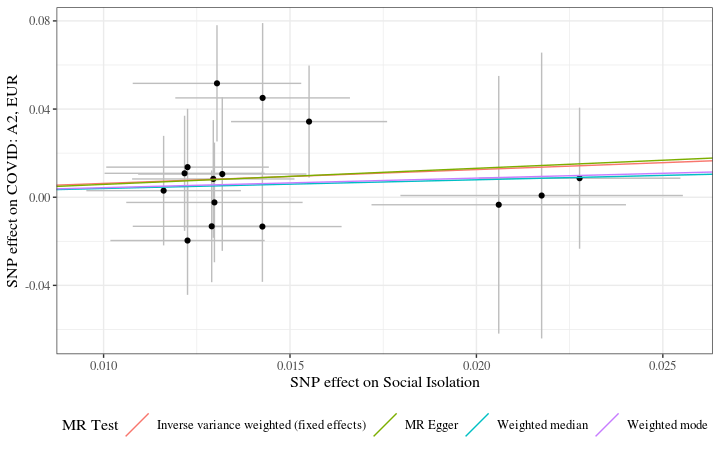 SNP effect on COVID: A2, EUR
0.08
0.04
0.00
-0.04
0.010
0.015
0.020
0.025
SNP effect on Social Isolation
MR Test
Inverse variance weighted (fixed effects)
MR Egger
Weighted median
Weighted mode